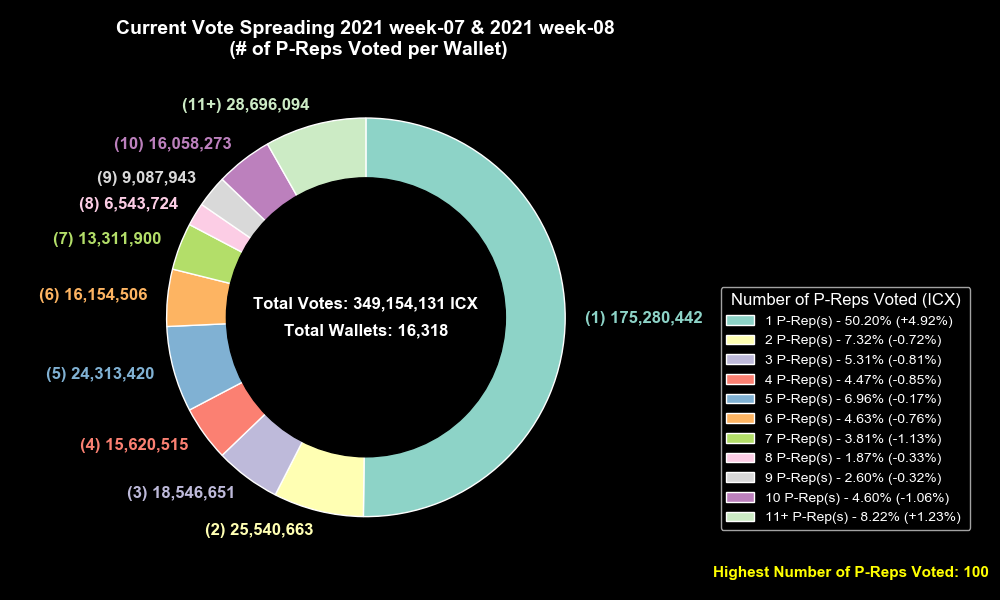 Current Vote Spreading 2021 week-07 & 2021 week-08
(# of P-Reps Voted per Wallet)
(11+) 28,696,094
(10) 16,058,273
(9) 9,087,943
(8) 6,543,724
(7) 13,311,900
(6) 16,154,506
(5) 24,313,420
(4) 15,620,515
(3) 18,546,651
(2) 25,540,663
(1) 175,280,442
Total Votes: 349,154,131 ICX
Total Wallets: 16,318
Number of P-Reps Voted (ICX)
1 P-Rep(s) - 50.20% (+4.92%)
2 P-Rep(s) - 7.32% (-0.72%)
3 P-Rep(s) - 5.31% (-0.81%)
4 P-Rep(s) - 4.47% (-0.85%)
5 P-Rep(s) - 6.96% (-0.17%)
6 P-Rep(s) - 4.63% (-0.76%)
7 P-Rep(s) - 3.81% (-1.13%)
8 P-Rep(s) - 1.87% (-0.33%)
9 P-Rep(s) - 2.60% (-0.32%)
10 P-Rep(s) - 4.60% (-1.06%)
11+ P-Rep(s) - 8.22% (+1.23%)
Highest Number of P-Reps Voted: 100